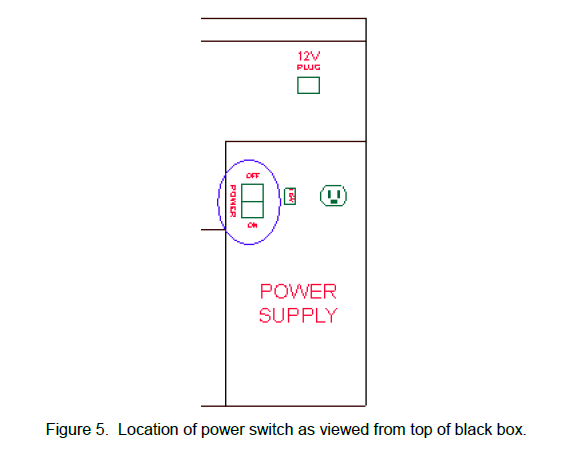 12V
PLUG
OFF
POWER
ON
POWER
SUPPLY
Figure 5.  Location of power switch as viewed from top of black box.